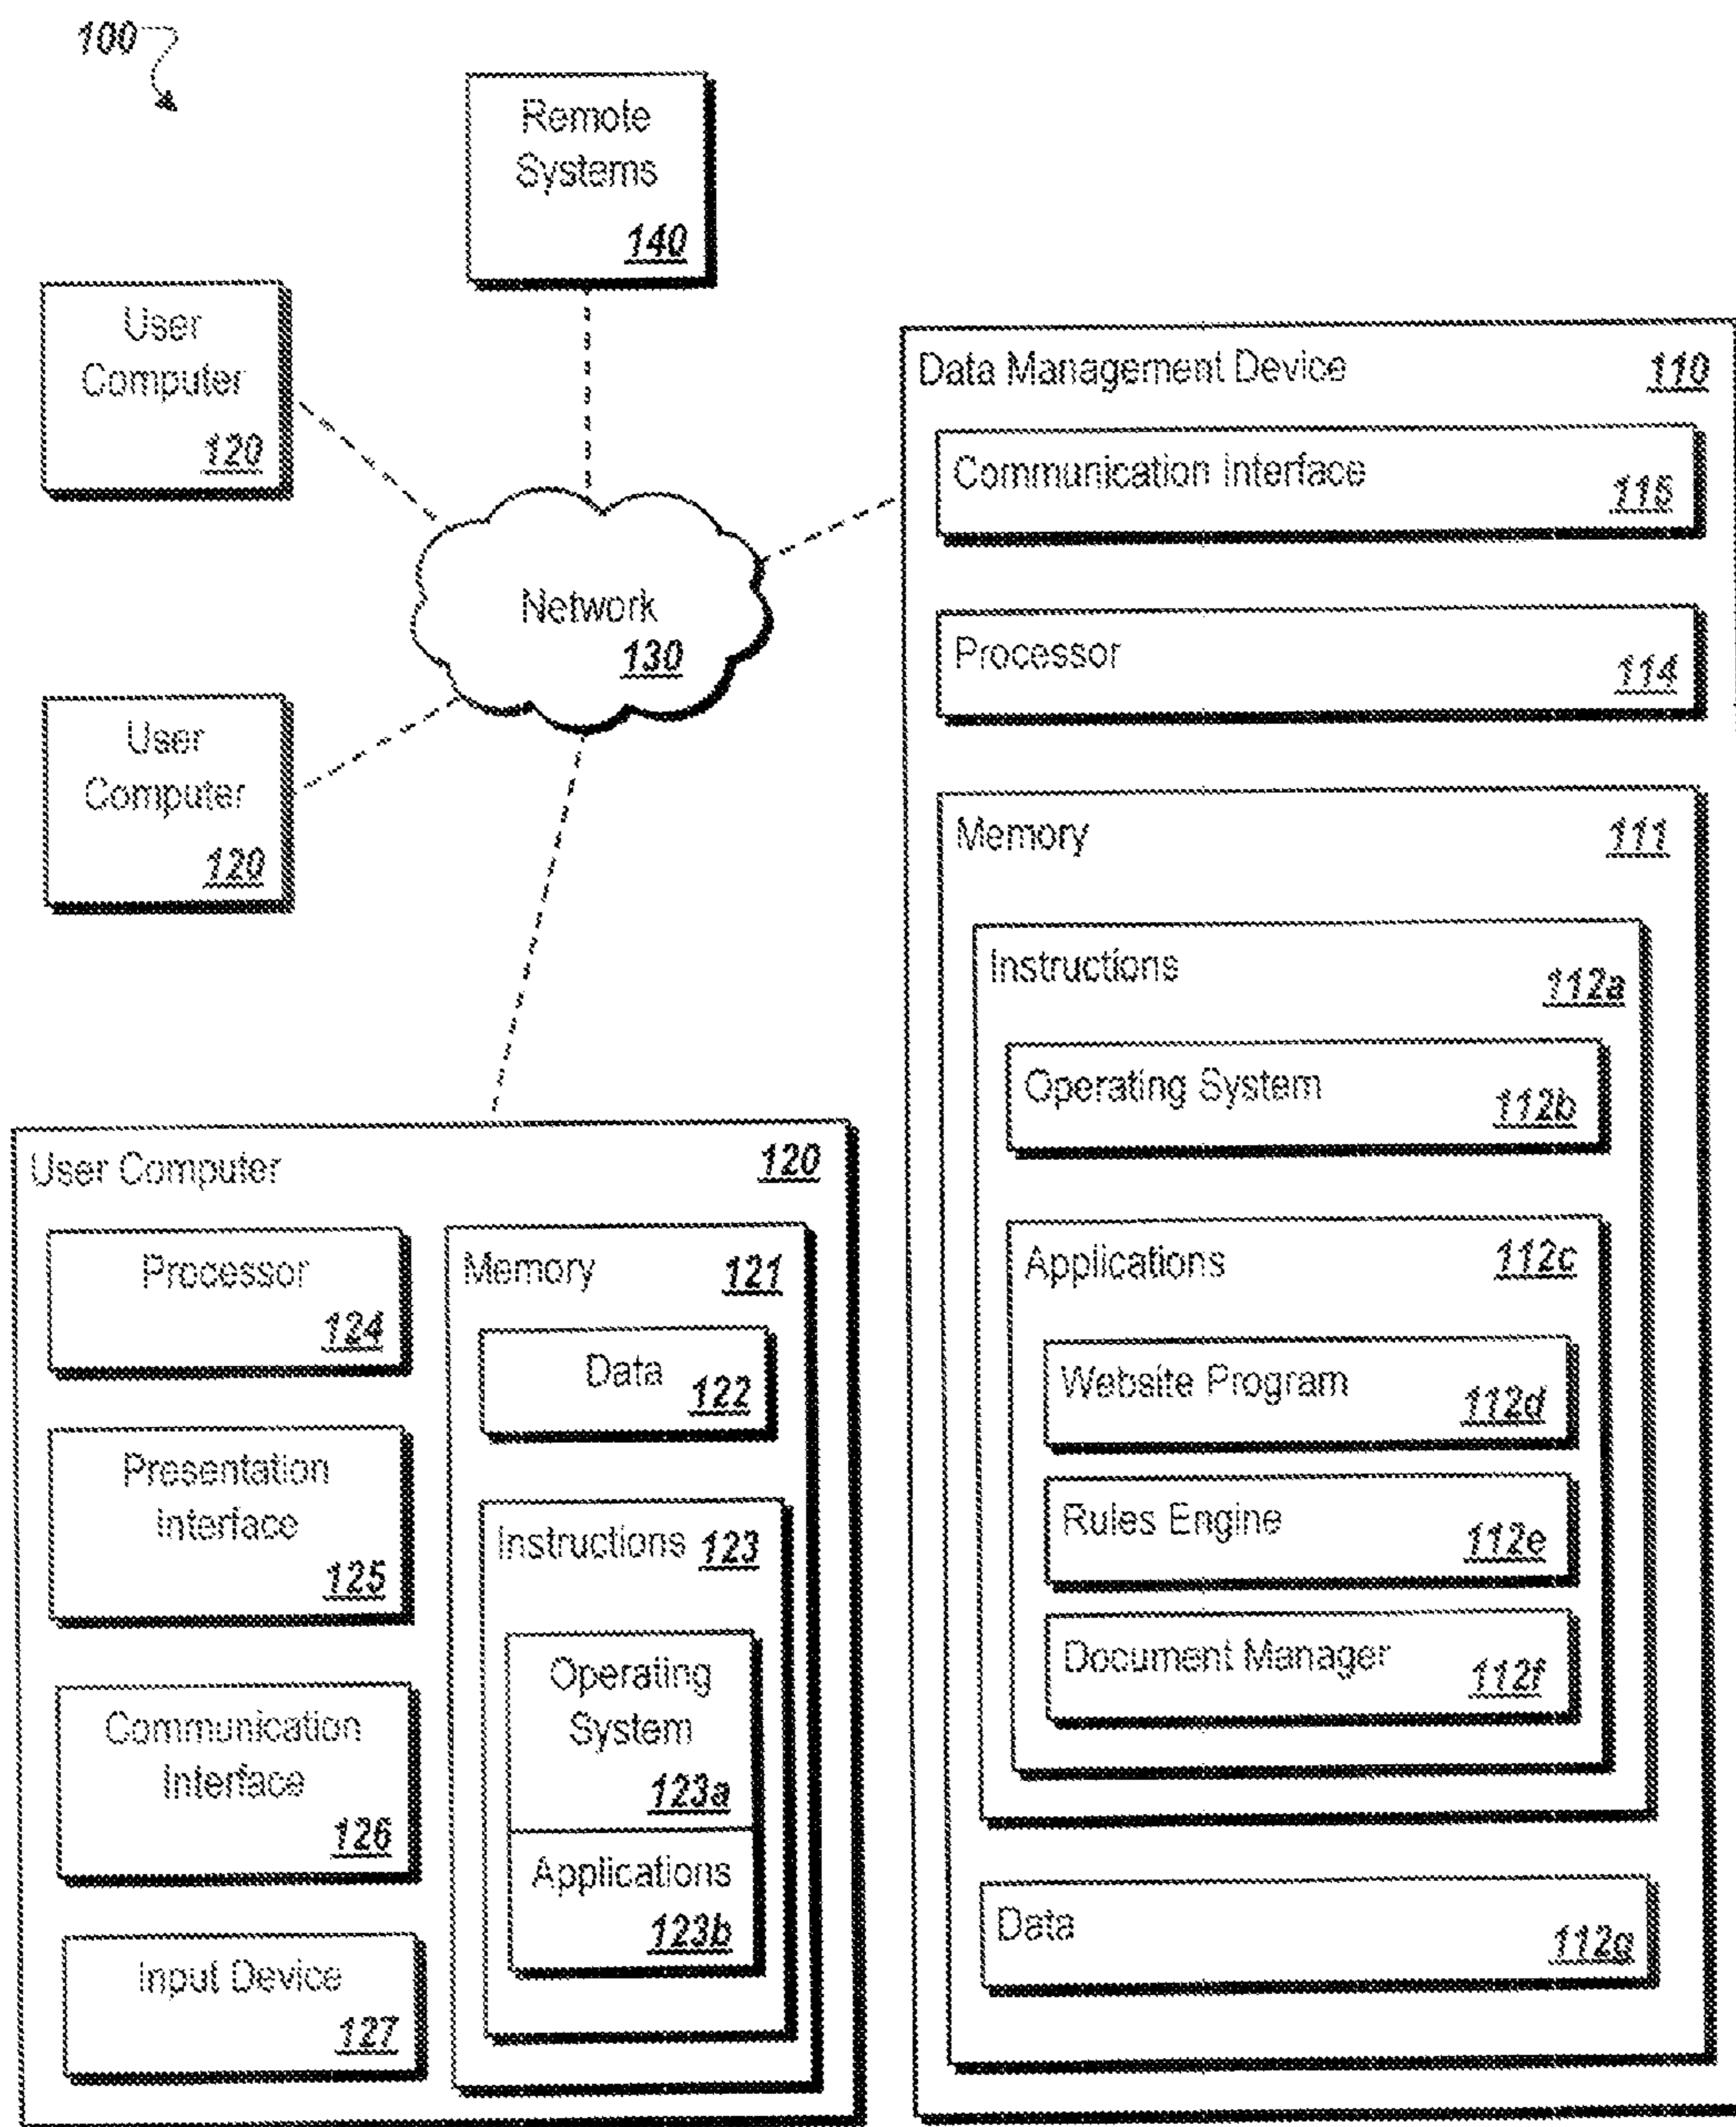 100
Remote
Systems
140
User
Computer
120
Network
130
User
Computer
120
Data Management Device 110
Communication Interface
115
Processor
114
Memory 111
Instructions
112a
Operating System
112b
Applications 112c
Website Program
112d
Rules Engine
112e
Document Manager
112f
Data
112g
User Computer 120
Processor
124
Presentation
Interface
125
Communication
Interface
126
Input Device
127
Memory 121
Data
122
Instructions 123
Operating
System
123a
Applications
123b